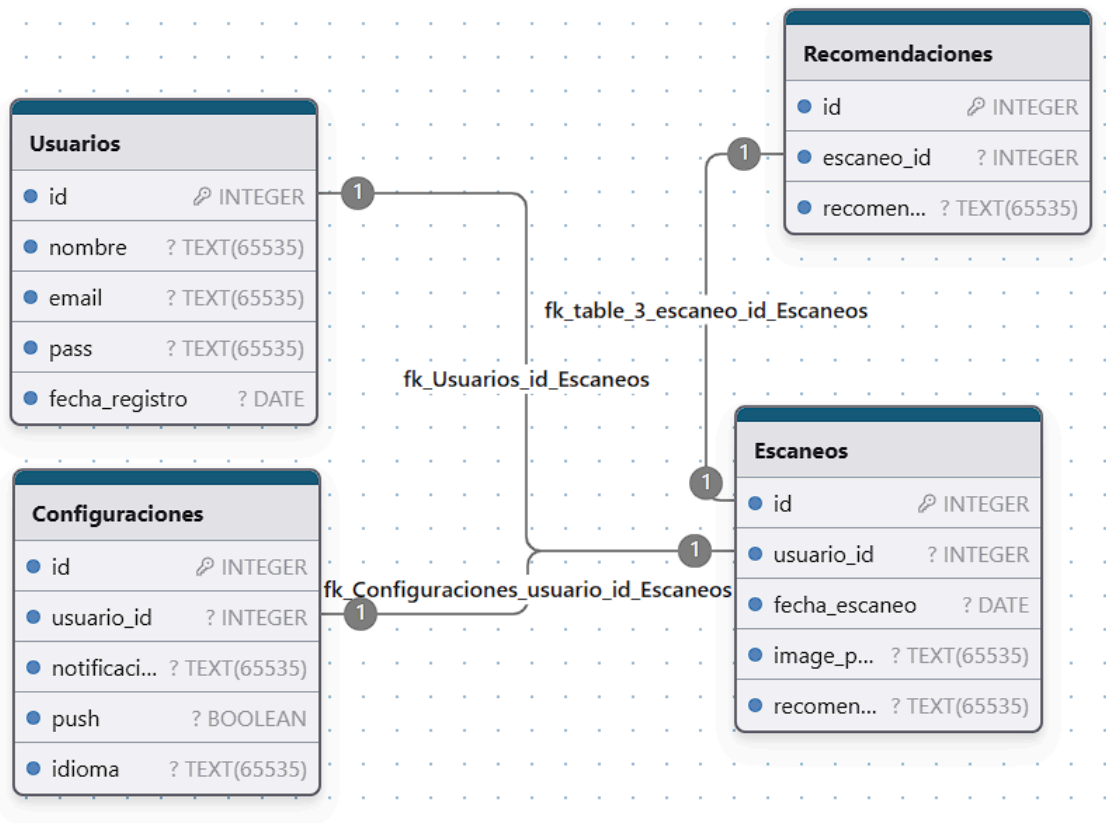 Usuarios
id INTEGER
nombre ? TEXT(65535)
email ? TEXT(65535)
pass ? TEXT(65535)
fecha_registro ? DATE
Configuraciones
id INTEGER
usuario_id ? INTEGER
notificaci... ? TEXT(65535)
push ? BOOLEAN
idioma ? TEXT(65535)
1
1
fk_Usuarios_id_Escaneos
fk_Configuraciones_usuario_id_Escaneos
1
fk_table_3_escaneo_id_Escaneos
1
1
Recomendaciones
id INTEGER
escaneo_id ? INTEGER
recomen... ? TEXT(65535)
Escaneos
id INTEGER
usuario_id ? INTEGER
fecha_escaneo ? DATE
image_p... ? TEXT(65535)
recomen... ? TEXT(65535)